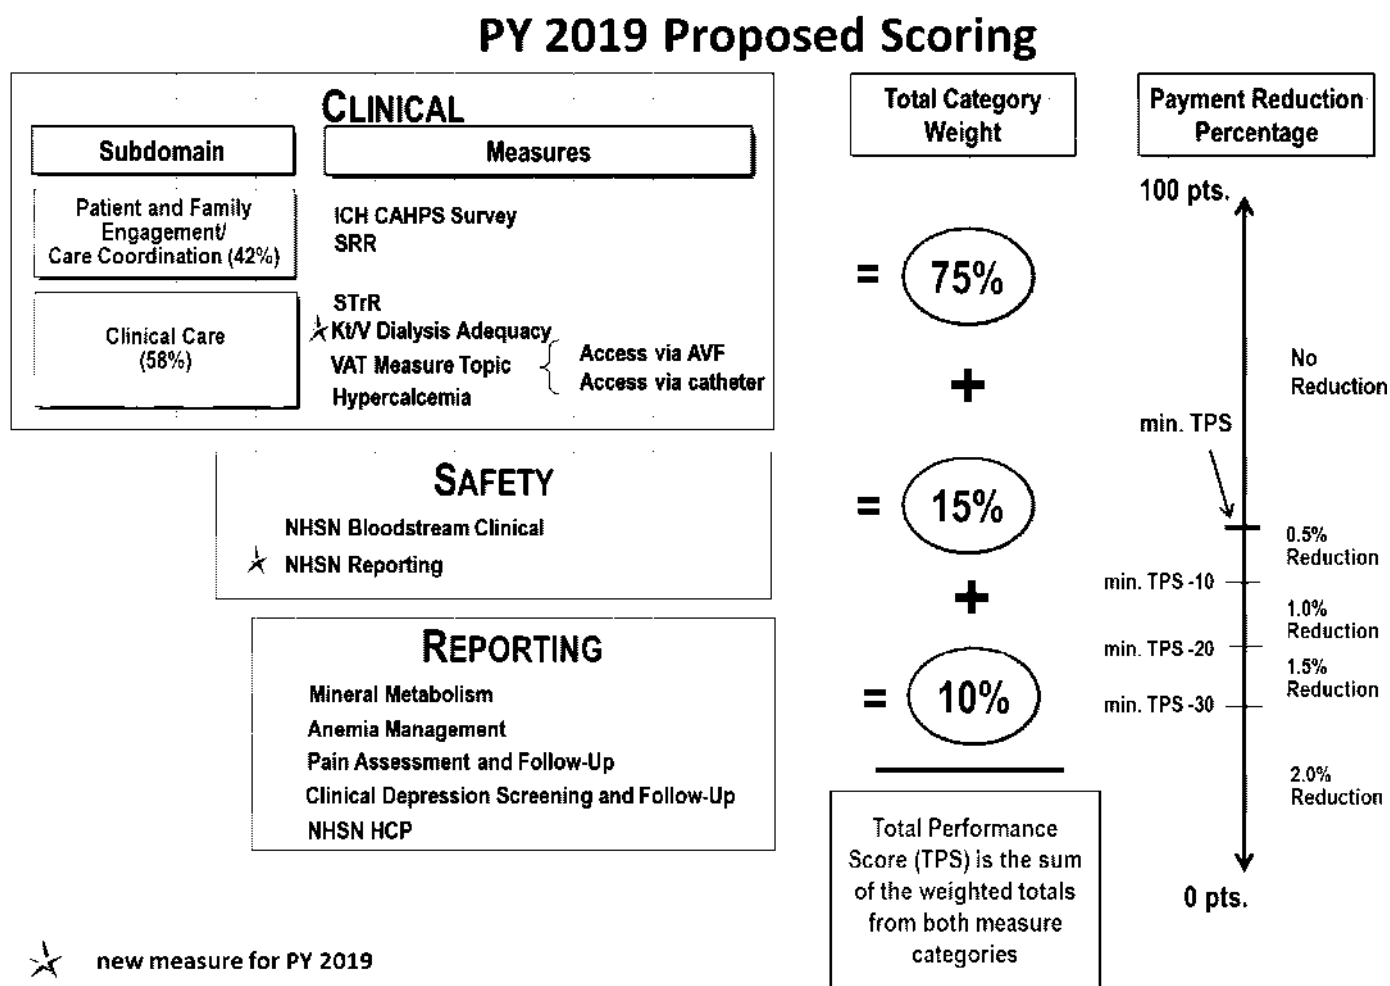 PY 2019 Proposed Scoring
CLINICAL
Subdomain
Measures
Patient and Family
Engagement/
Care Coordination (42%)
ICH CAHPS Survey
SRR
Clinical Care
(58%)
STrR
Kt/V Dialysis Adequacy
VAT Measure Topic
Access via AVF
Access via catheter
Hypercalcemia
SAFETY
NHSN Bloodstream Clinical
NHSN Reporting
REPORTING
Mineral Metabolism
Anemia Management
Pain Assessment and Follow-Up
Clinical Depression Screening and Follow-Up
NHSN HCP
new measure for PY 2019
Total Category
Weight
= 75%
+
= 15%
+
= 10%
Total Performance
Score (TPS) is the sum
of the weighted totals
from both measure
categories
Payment Reduction
Percentage
100 pts.
No
Reduction
min. TPS
0.5%
Reduction
min. TPS -10
1.0%
Reduction
min. TPS -20
1.5%
Reduction
min. TPS -30
2.0%
Reduction
0 pts.